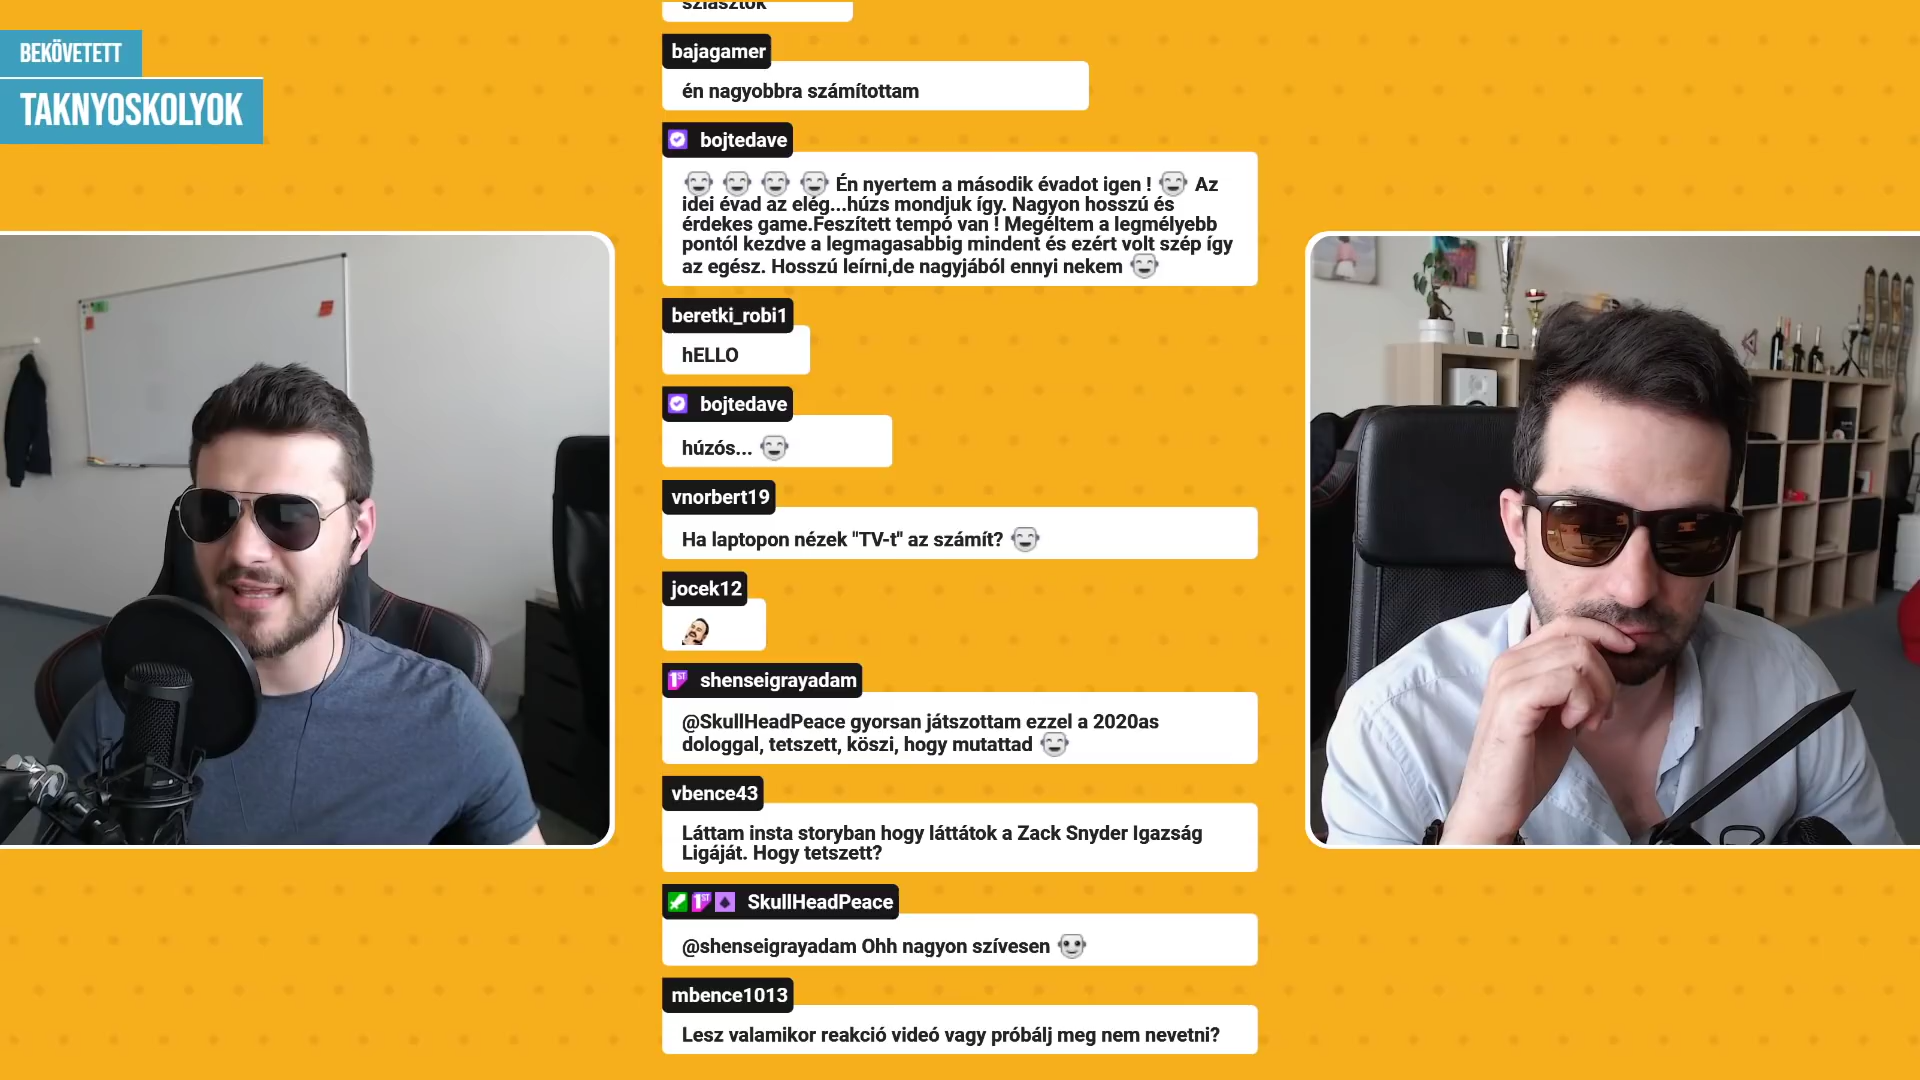 sziasztok
BEKÖVETETT
TAKNYOSKOLYOK
bajagamer
én nagyobbra számítottam
bojtedave
Én nyertem a második évadot igen ! Az
idei évad az elég...húzs mondjuk így. Nagyon hosszú és
érdekes game.Feszített tempó van ! Megéltem a legmélyebb
pontól kezdve a legmagasabbig mindent és ezért volt szép így
az egész. Hosszú leírni,de nagyjából ennyi nekem
beretki_robi1
hELLO
bojtedave
húzós...
vnorbert19
Ha laptopon nézek "TV-t" az számít?
jocek12
1ST shenseigrayadam
@SkullHeadPeace gyorsan játszottam ezzel a 2020as
dologgal, tetszett, köszi, hogy mutattad
vbence43
Láttam insta storyban hogy láttátok a Zack Snyder Igazság
Ligáját. Hogy tetszett?
1ST SkullHeadPeace
@shenseigrayadam Ohh nagyon szívesen
mbence1013
Lesz valamikor reakció videó vagy próbálj meg nem nevetni?